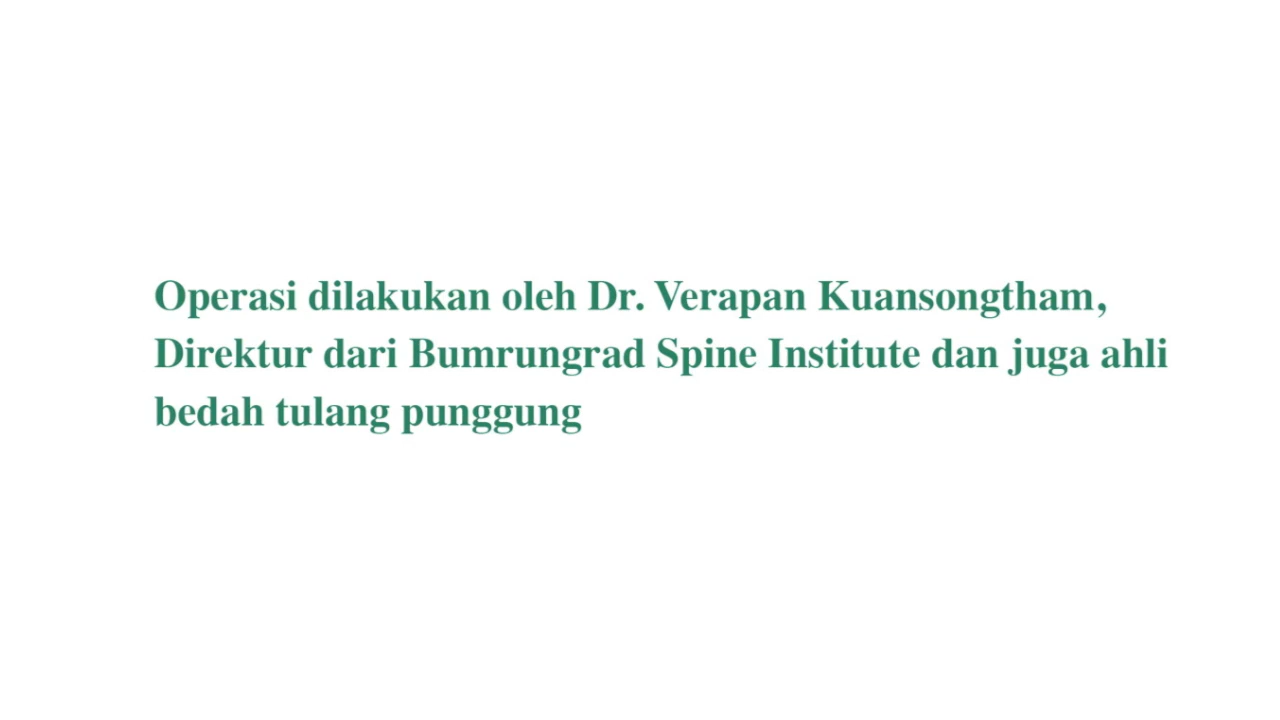 Operasi dilakukan oleh Dr. Verapan Kuansongtham,
Direktur dari Bumrungrad Spine Institute dan juga ahli
bedah tulang punggung